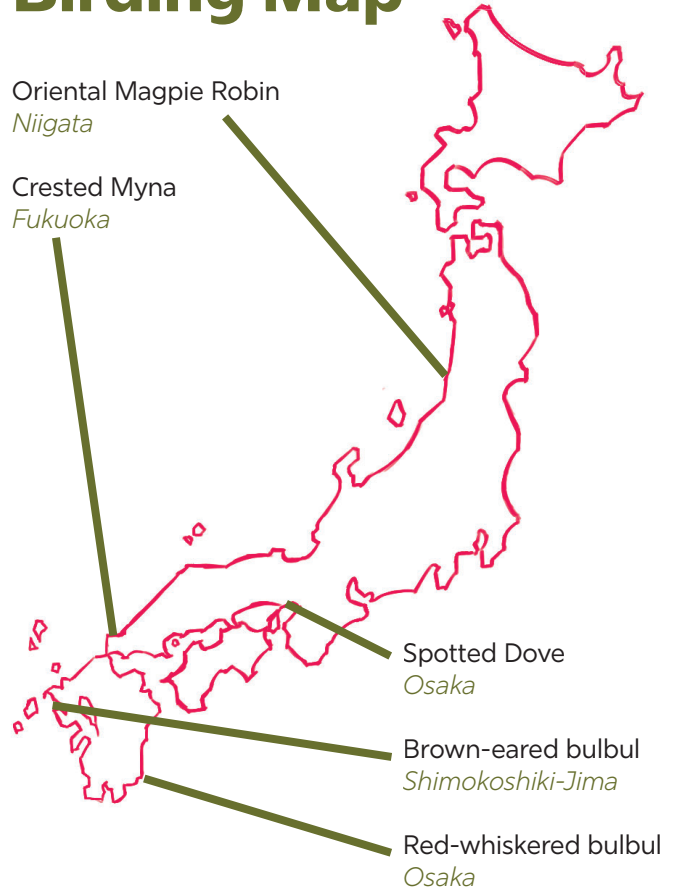 Birding Map
Oriental Magpie Robin
Niigata
Crested Myna
Fukuoka
Spotted Dove
Osaka
Brown-eared bulbul
Shimokoshiki-Jima
Red-whiskered bulbul
Osaka